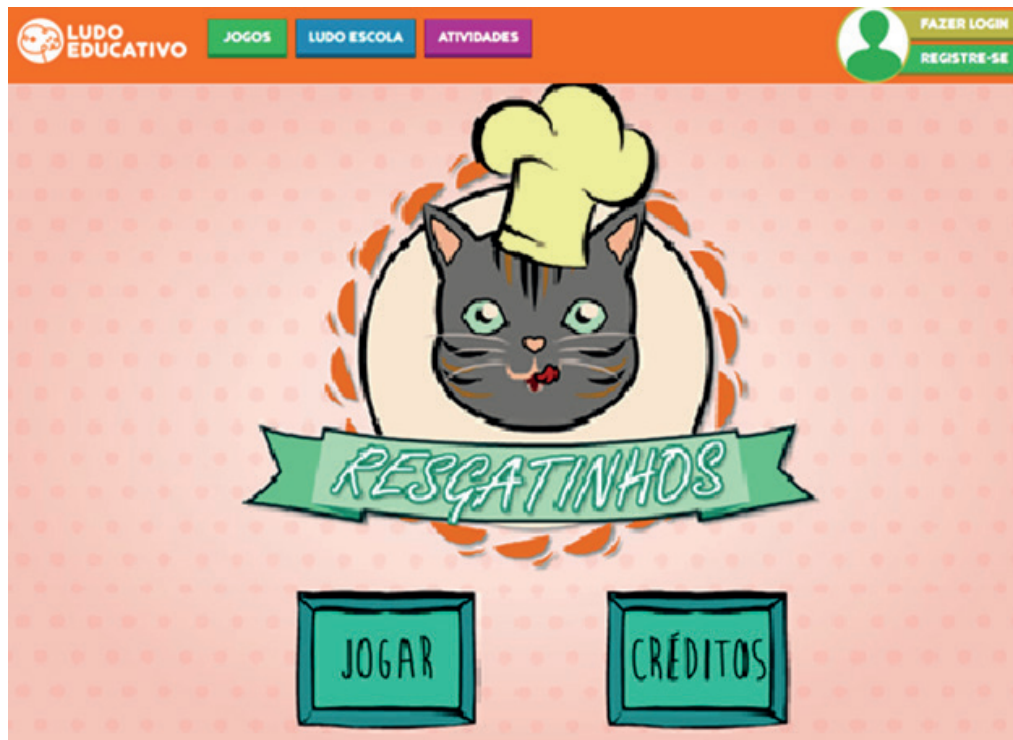 LUDO
EDUCATIVO
JOGOS
LUDO ESCOLA
ATIVIDADES
FAZER LOGIN
REGISTRE-SE
RESGATINHOS
JOGAR
CRÉDITOS